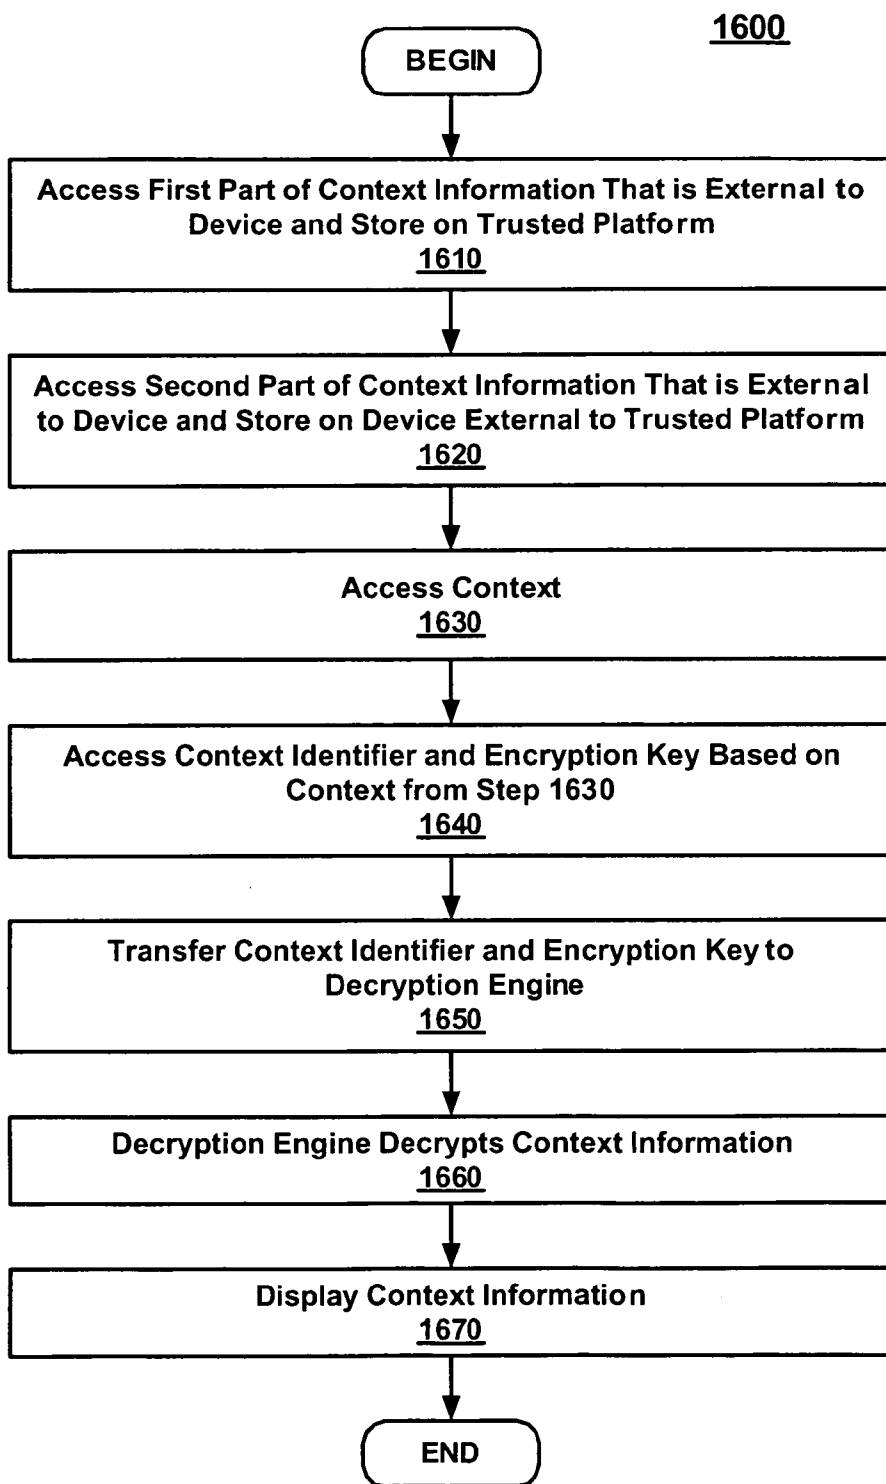 1600
BEGIN
Access First Part of Context Information That is External to
Device and Store on Trusted Platform
1610
Access Second Part of Context Information That is External
to Device and Store on Device External to Trusted Platform
1620
Access Context
1630
Access Context Identifier and Encryption Key Based on
Context from Step 1630
1640
Transfer Context Identifier and Encryption Key to
Decryption Engine
1650
Decryption Engine Decrypts Context Information
1660
Display Context Information
1670
END